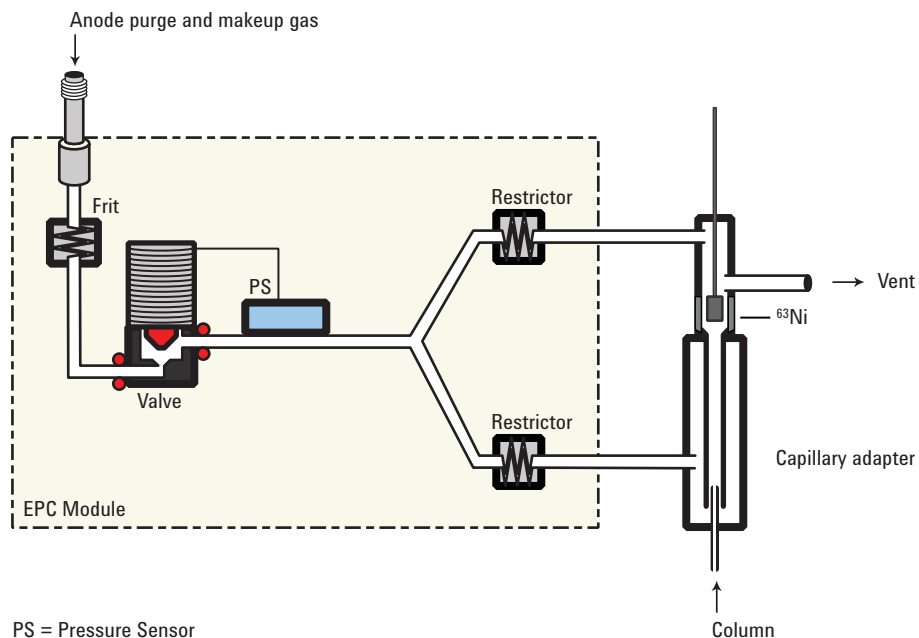 Anode purge and makeup gas
Frit
Restrictor
PS
Vent
⁶³Ni
Valve
Restrictor
Capillary adapter
EPC Module
PS = Pressure Sensor
Column